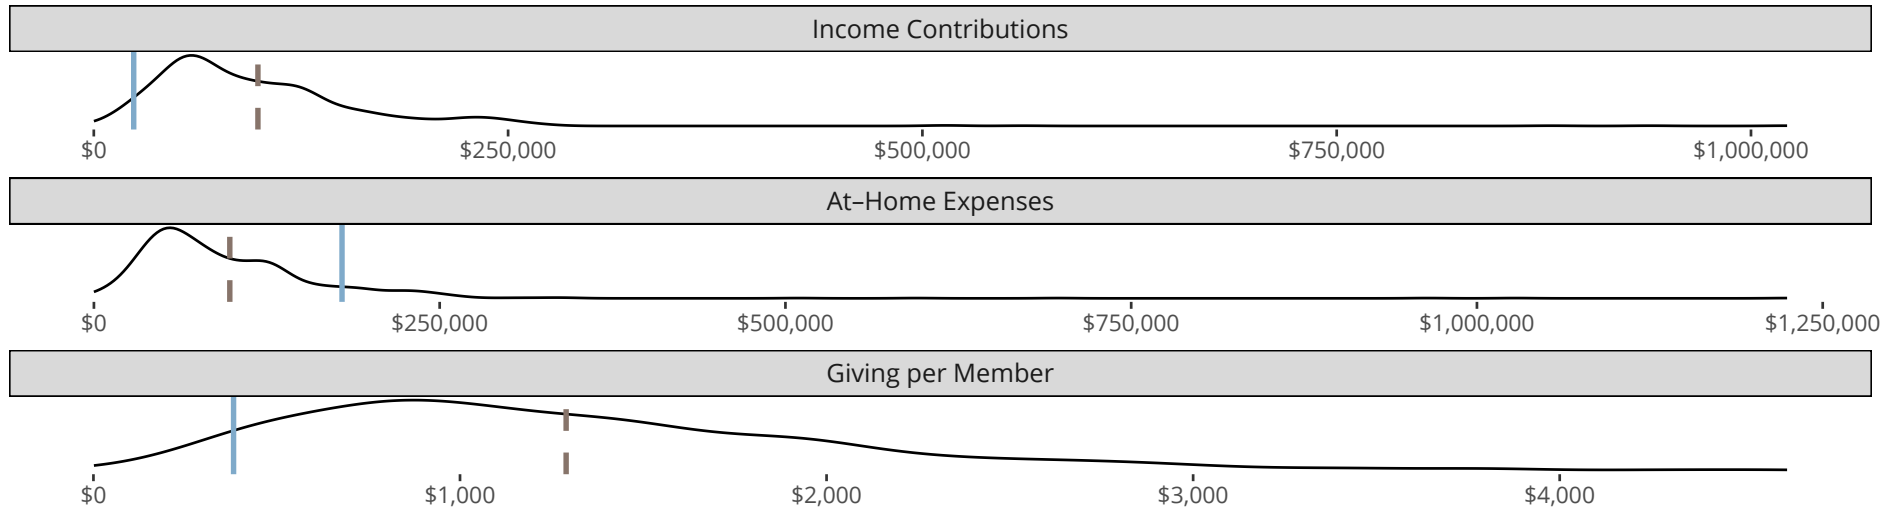 Income Contributions
$0 $250,000 $500,000 $750,000 $1,000,000
At–Home Expenses
$0 $250,000 $500,000 $750,000 $1,000,000 $1,250,000
Giving per Member
$0 $1,000 $2,000 $3,000 $4,000